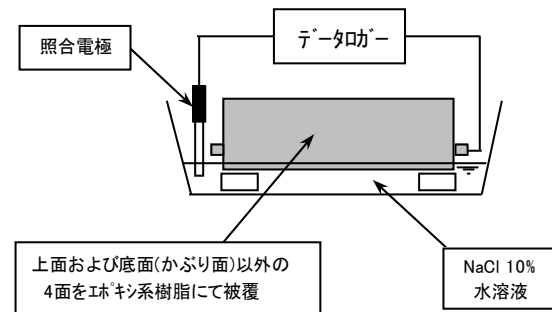 データロガー
照合電極
上面および底面(かぶり面)以外の
4面をエポキシ系樹脂にて被覆
NaCl 10%
水溶液